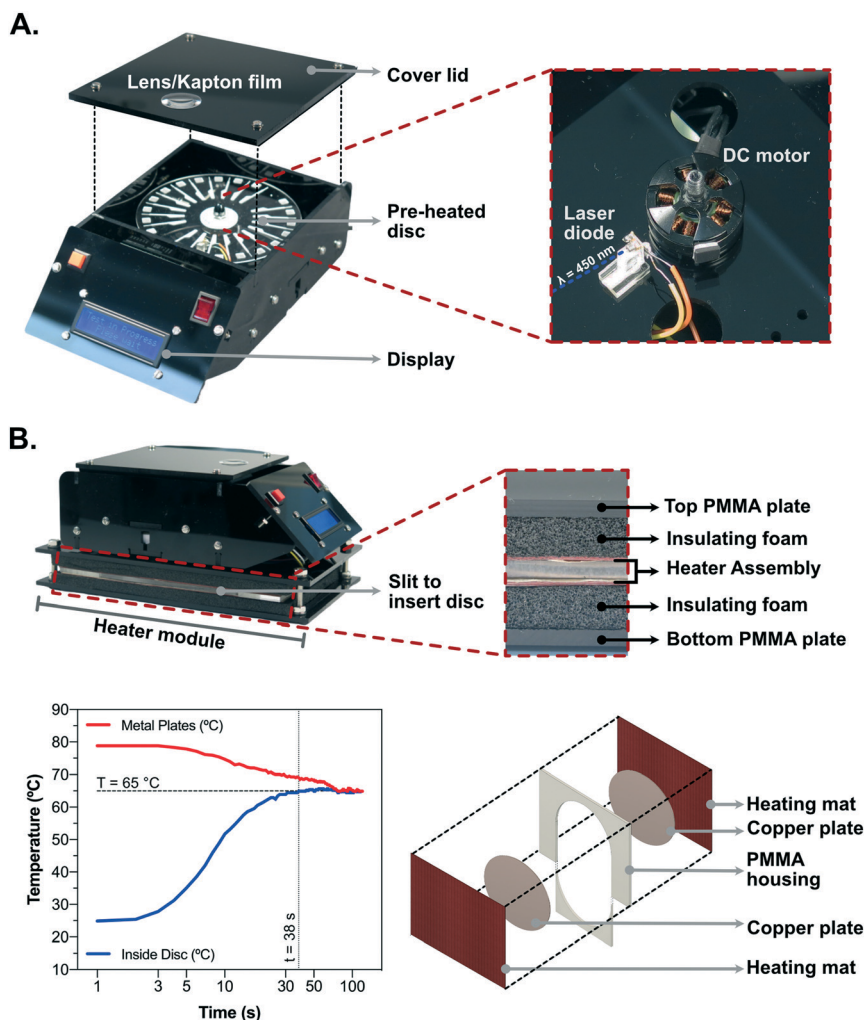 A.
Lens/Kapton film
Cover lid
Pre-heated
disc
Display
DC motor
Laser
diode
λ = 450 nm
B.
Slit to
insert disc
Heater module
Top PMMA plate
Insulating foam
Heater Assembly
Insulating foam
Bottom PMMA plate
Temperature (ºC)
90
80
70
60
50
40
30
20
10
Metal Plates (ºC)
T = 65 °C
t = 38 s
Inside Disc (ºC)
1
3
5
10
30
50
100
Time (s)
Heating mat
Copper plate
PMMA
housing
Copper plate
Heating mat